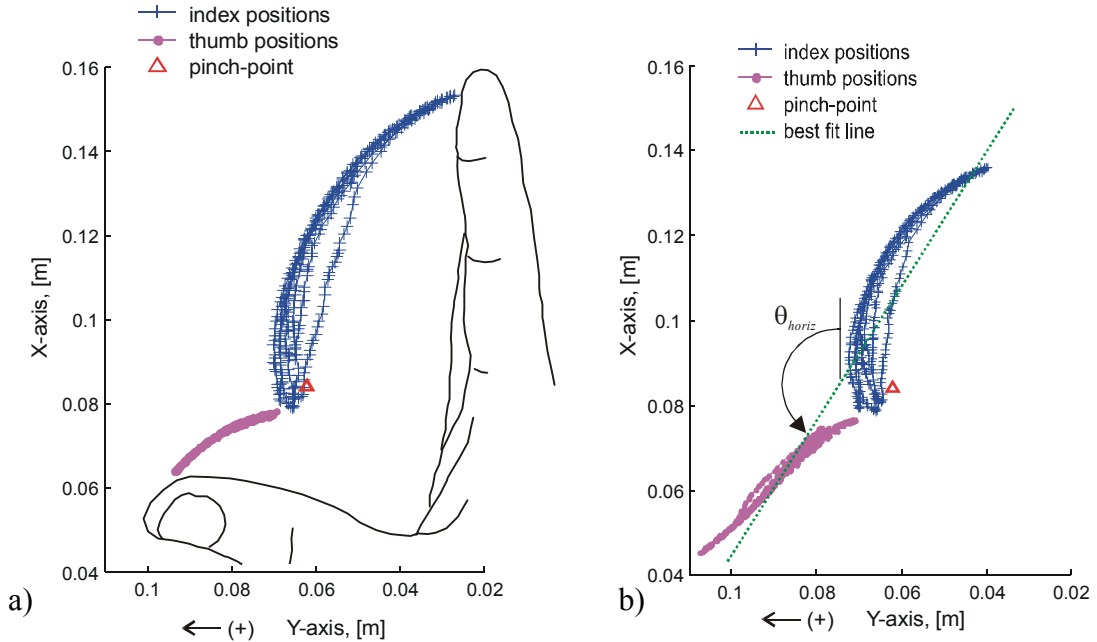 index positions
thumb positions
pinch-point
0.16
0.14
0.12
0.1
0.08
0.06
0.04
X-axis, [m]
0.1
0.08
0.06
0.04
0.02
a)
← (+)
Y-axis, [m]
index positions
thumb positions
pinch-point
best fit line
0.16
0.14
0.12
0.1
0.08
0.06
0.04
X-axis, [m]
θhoriz
0.1
0.08
0.06
0.04
0.02
b)
← (+)
Y-axis, [m]